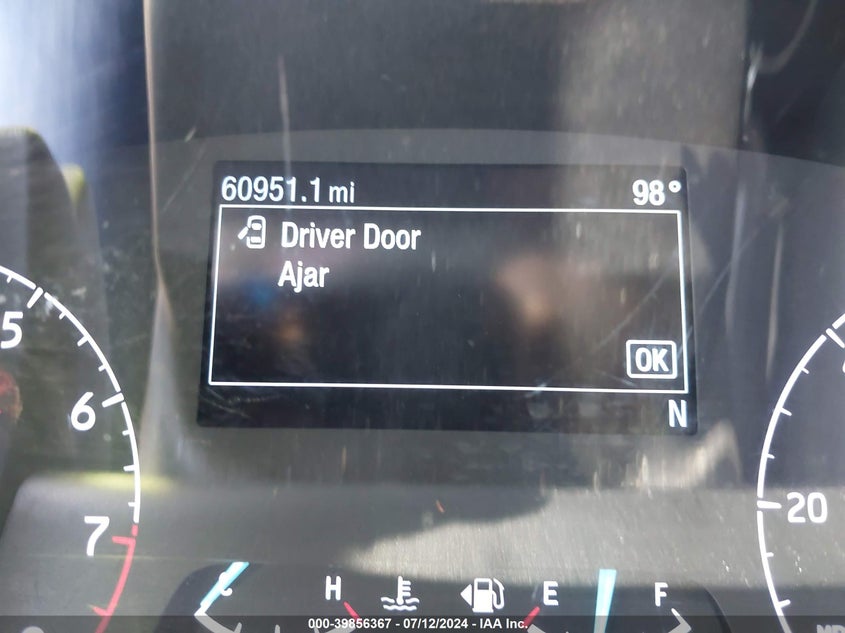 60951.1 mi 98°
Driver Door
Ajar
OK
N
5
6
7
20
C H E F
000-39856367 - 07/12/2024 - IAA Inc.